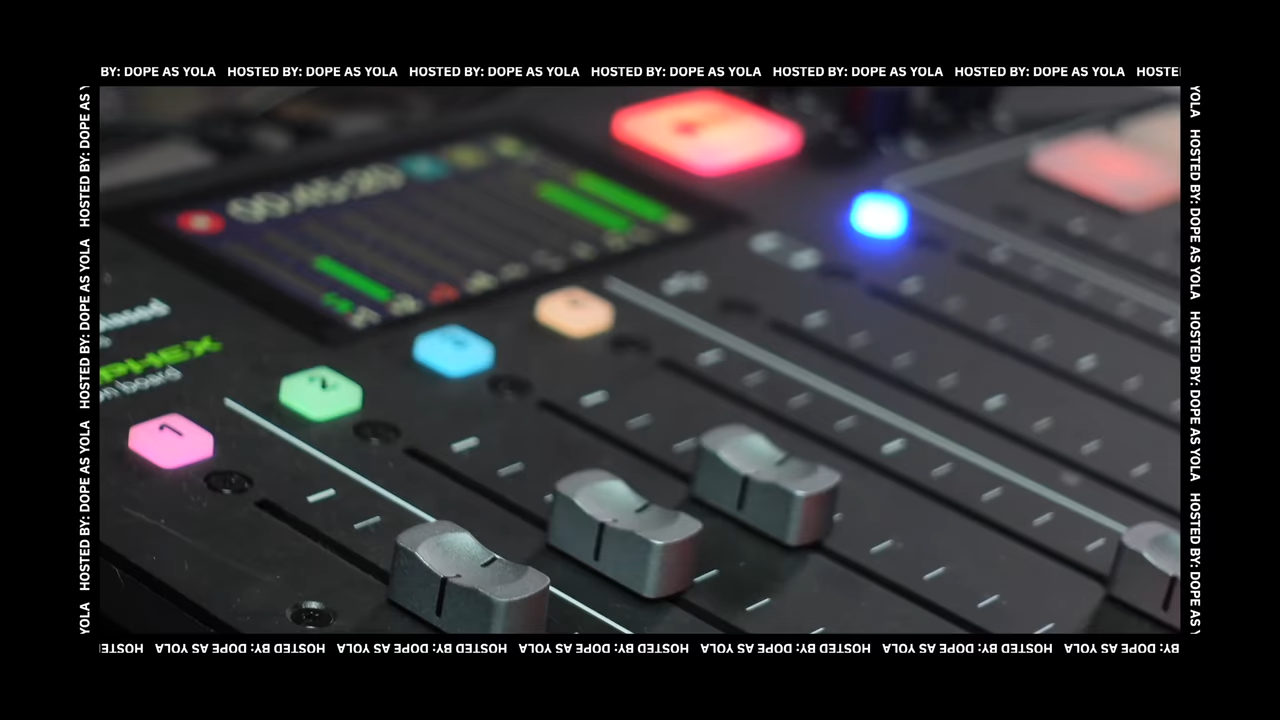 BY: DOPE AS YOLA HOSTED BY: DOPE AS YOLA HOSTED BY: DOPE AS YOLA HOSTED BY: DOPE AS YOLA HOSTED BY: DOPE AS YOLA HOSTED BY: DOPE AS YOLA HOSTE
YOLA HOSTED BY: DOPE AS YOLA HOSTED BY: DOPE AS YOLA HOSTED BY: DOPE AS
YOLA HOSTED BY: DOPE AS YOLA HOSTED BY: DOPE AS YOLA HOSTED BY: DOPE AS
00:45:20
PHEX
on board
1
2
BY: DOPE AS YOLA HOSTED BY: DOPE AS YOLA HOSTED BY: DOPE AS YOLA HOSTED BY: DOPE AS YOLA HOSTED BY: DOPE AS YOLA HOSTED BY: DOPE AS YOLA HOSTE